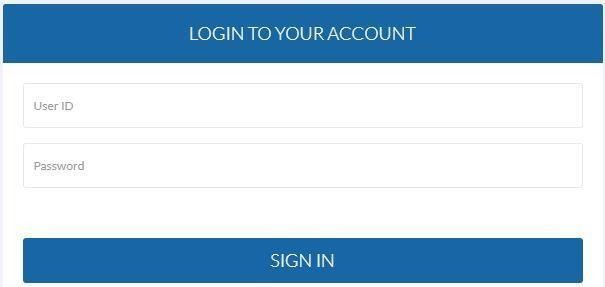 LOGIN TO YOUR ACCOUNT
User ID
Password
SIGN IN